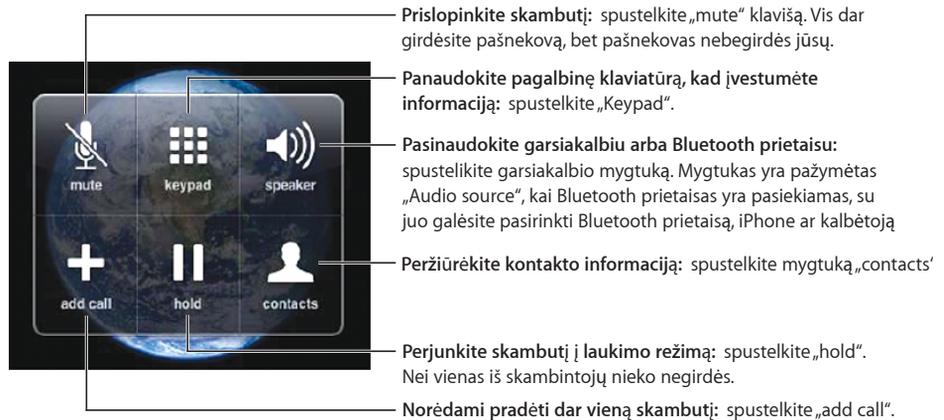 Prislopinkite skambutį: spustelkite „mute“ klavišą. Vis dar
girdėsite pašnekovą, bet pašnekovas nebegirdės jūsų.
Panaudokite pagalbinę klaviatūrą, kad įvestumėte
informaciją: spustelkite „Keypad“.
Pasinaudokite garsiakalbiu arba Bluetooth prietaisu:
spustelikite garsiakalbio mygtuką. Mygtukas yra pažymėtas
„Audio source“, kai Bluetooth prietaisas yra pasiekiamas, su
juo galėsite pasirinkti Bluetooth prietaisą, iPhone ar kalbėtoją
Peržiūrėkite kontakto informaciją: spustelkite mygtuką „contacts“
Perjunkite skambutį į laukimo režimą: spustelkite „hold“.
Nei vienas iš skambintojų nieko negirdės.
Norėdami pradėti dar vieną skambutį: spustelkite „add call“.
mute keypad speaker
add call hold contacts